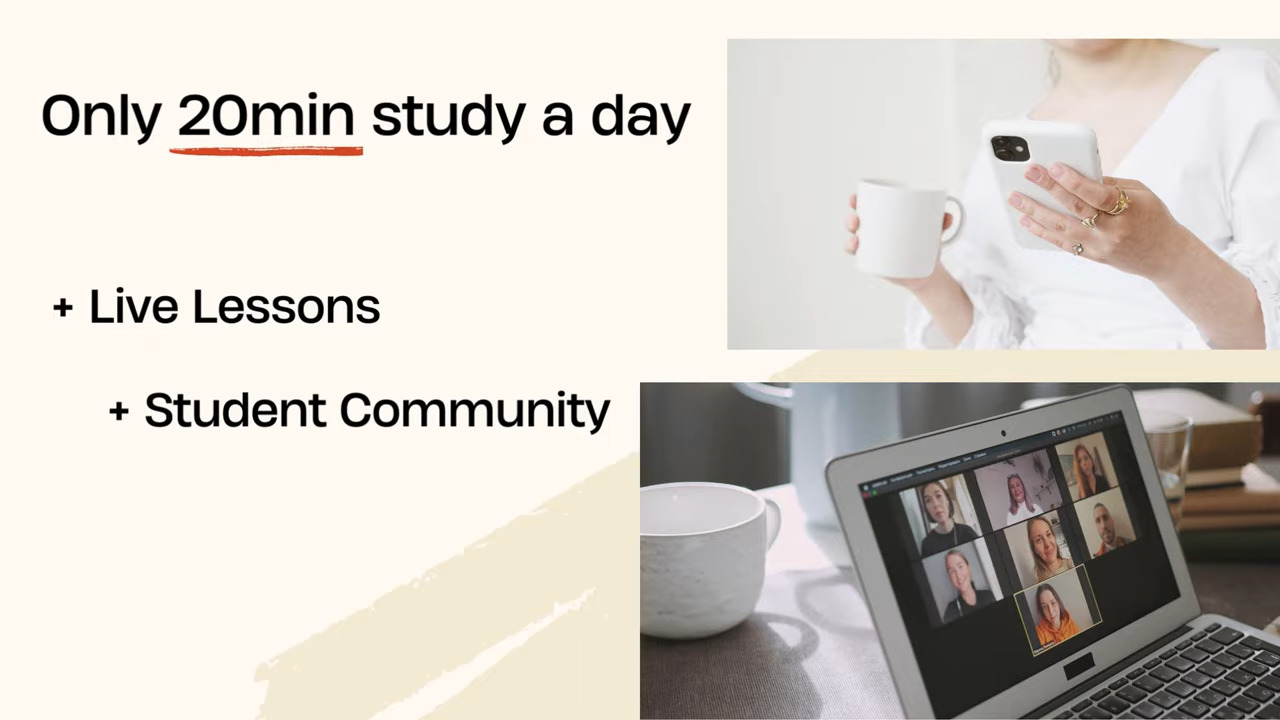 Only 20min study a day
+ Live Lessons
+ Student Community